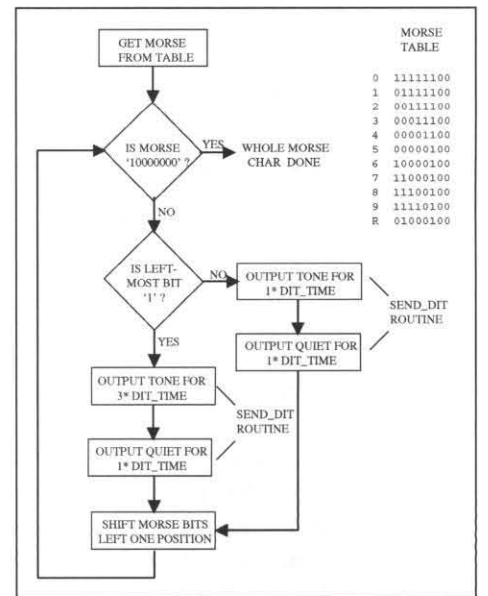 GET MORSE
FROM TABLE
MORSE
TABLE
0 11111100
1 01111100
2 00111100
3 00011100
4 00001100
5 00000100
6 10000100
7 11000100
8 11100100
9 11110100
R 01000100
IS MORSE
'10000000' ?
YES
WHOLE MORSE
CHAR DONE
NO
IS LEFT-
MOST BIT
'1' ?
NO
OUTPUT TONE FOR
1* DIT_TIME
SEND_DIT
ROUTINE
OUTPUT QUIET FOR
1* DIT_TIME
YES
OUTPUT TONE FOR
3* DIT_TIME
SEND_DIT
ROUTINE
OUTPUT QUIET FOR
1* DIT_TIME
SHIFT MORSE BITS
LEFT ONE POSITION